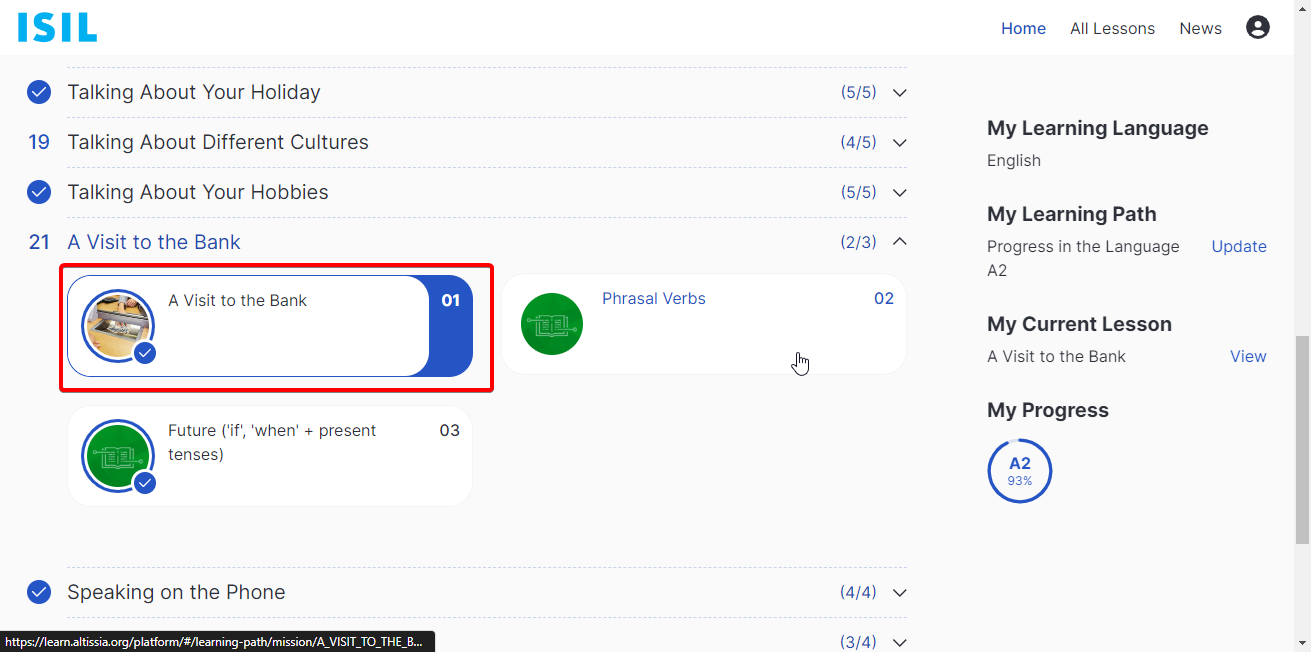 ISIL
Home All Lessons News
Talking About Your Holiday (5/5)
19 Talking About Different Cultures (4/5)
Talking About Your Hobbies (5/5)
21 A Visit to the Bank (2/3)
A Visit to the Bank 01
Phrasal Verbs 02
Future ('if', 'when' + present
tenses) 03
Speaking on the Phone (4/4)
(3/4)
My Learning Language
English
My Learning Path
Progress in the Language Update
A2
My Current Lesson
A Visit to the Bank View
My Progress
A2
93%
https://learn.altissia.org/platform/#/learning-path/mission/A_VISIT_TO_THE_B...